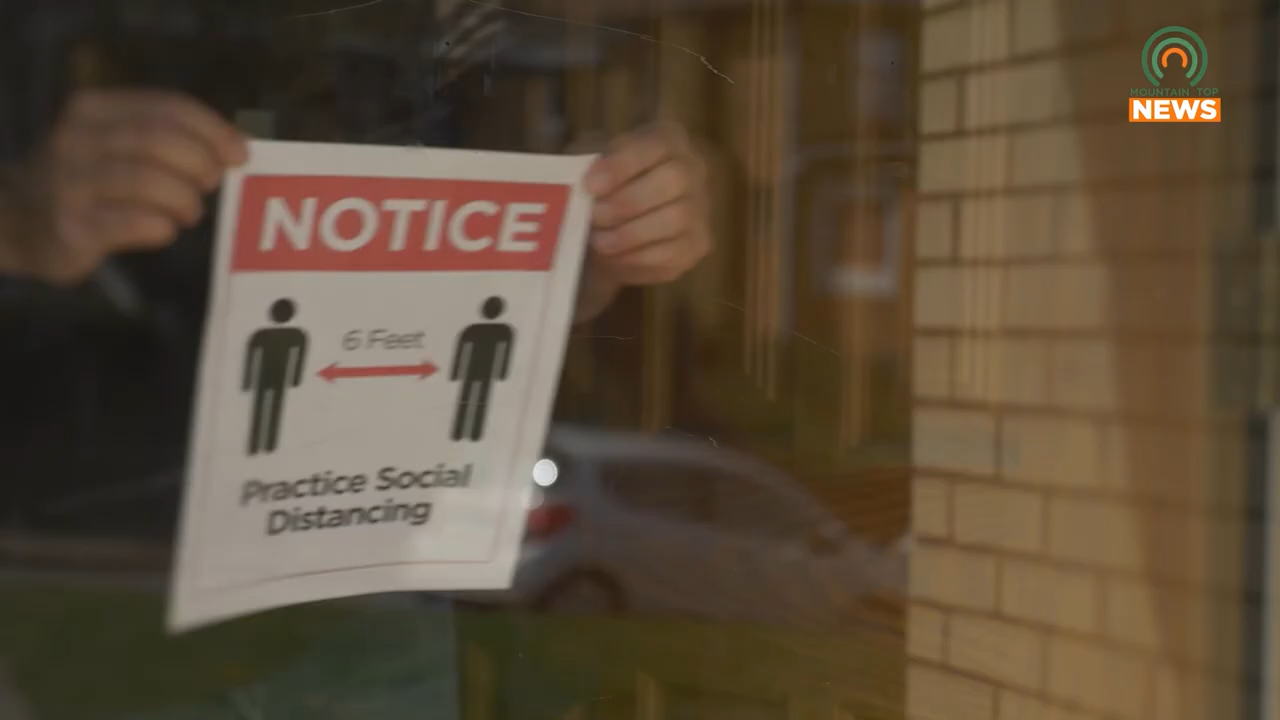 MOUNTAIN TOP
NEWS
NOTICE
6 Feet
Practice Social
Distancing